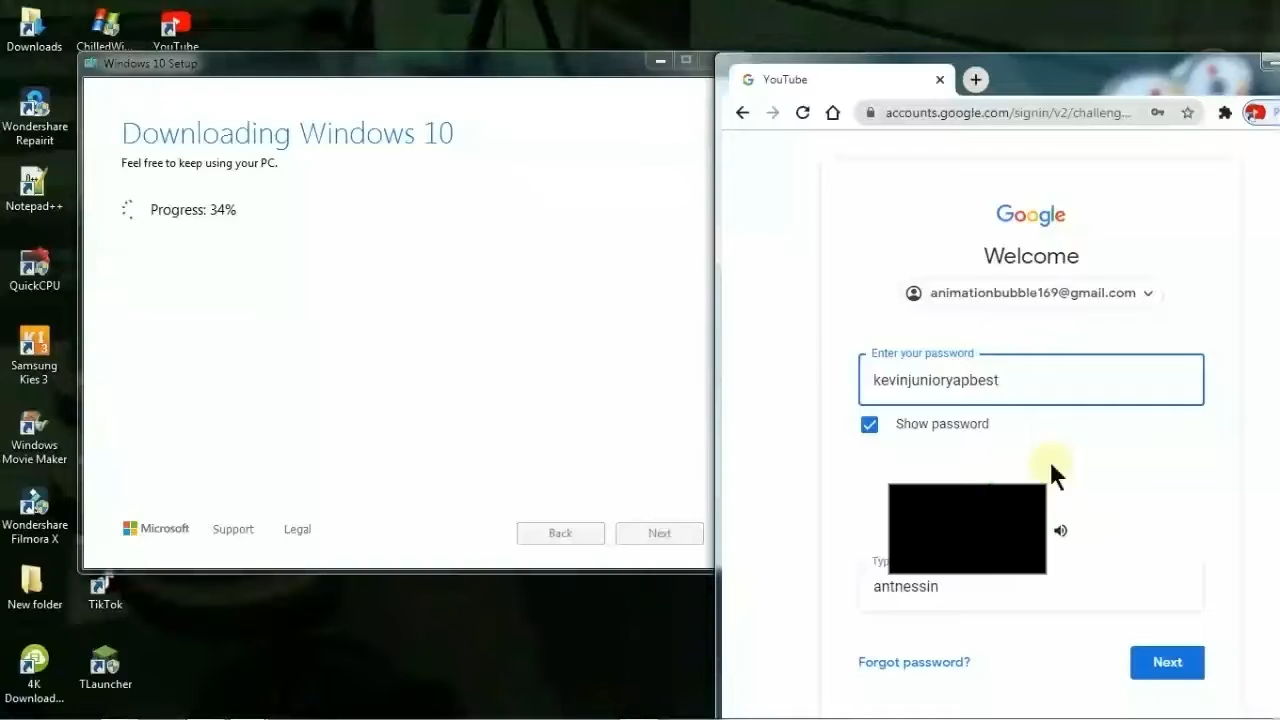 Downloads
ChilledWi...
YouTube
Wondershare
Repairit
Notepad++
QuickCPU
Samsung
Kies 3
Windows
Movie Maker
Wondershare
Filmora X
New folder
TikTok
4K
Download...
TLauncher
Windows 10 Setup
Downloading Windows 10
Feel free to keep using your PC.
Progress: 34%
Microsoft
Support
Legal
Back
Next
YouTube
accounts.google.com/signin/v2/challeng...
P
Google
Welcome
animationbubble169@gmail.com
Enter your password
kevinjunioryapbest
Show password
Typ
antnessin
Forgot password?
Next